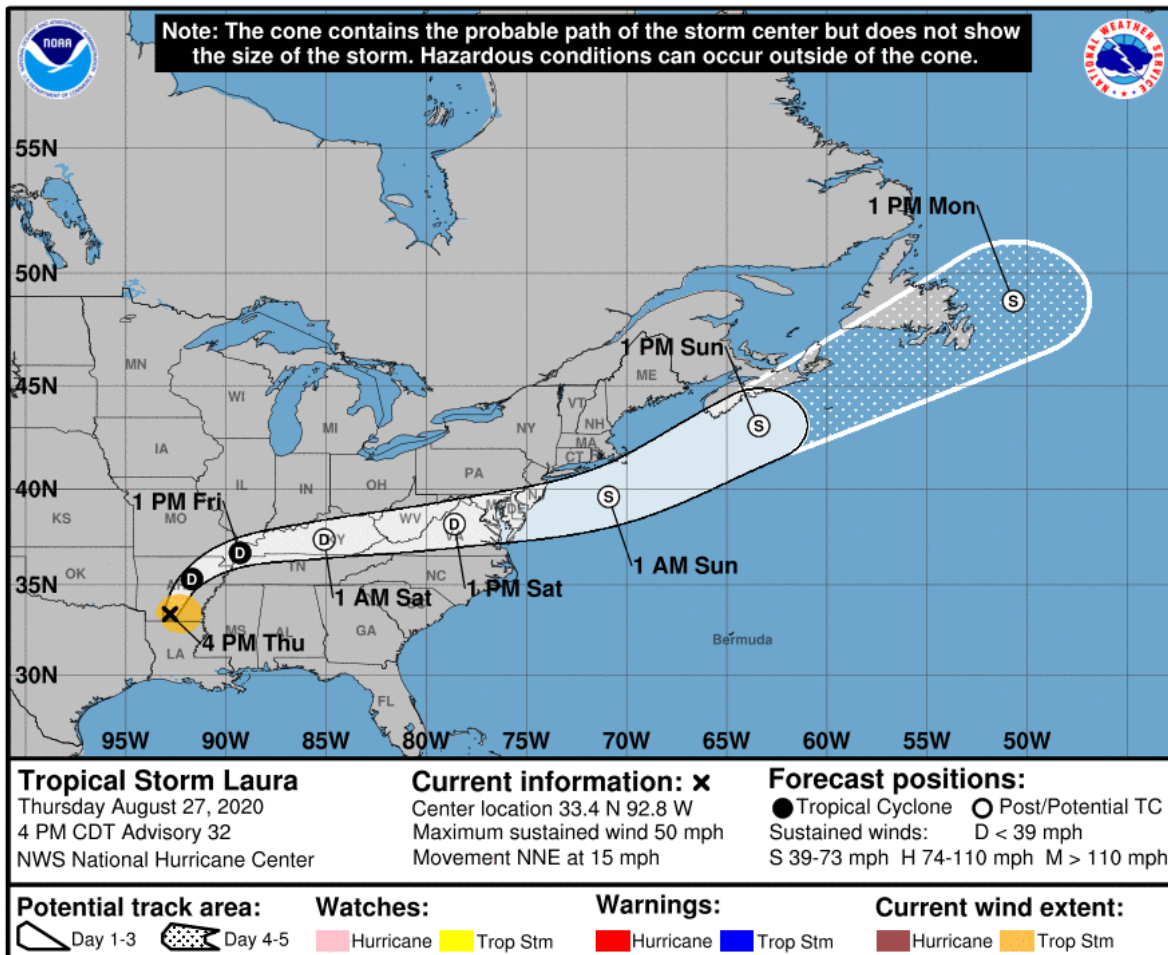 Note: The cone contains the probable path of the storm center but does not show
the size of the storm. Hazardous conditions can occur outside of the cone.
NOAA
NATIONAL OCEANIC AND ATMOSPHERIC ADMINISTRATION
U.S. DEPARTMENT OF COMMERCE
NATIONAL WEATHER SERVICE
55N
1 PM Mon
50N
S
1 PM Sun
MN
ME
45N
WI
VT
NH
S
MI
NY
MA
IA
CT
PA
40N
1 PM Fri
IL
IN
OH
S
KS
MO
WV
DE
D
D
D
VA
1 AM Sun
TN
1 PM Sat
OK
NC
35N
D
1 AM Sat
MS
AL
GA
4 PM Thu
Bermuda
LA
30N
FL
95W 90W 85W 80W 75W 70W 65W 60W 55W 50W
Tropical Storm Laura
Thursday August 27, 2020
4 PM CDT Advisory 32
NWS National Hurricane Center
Current information: ×
Center location 33.4 N 92.8 W
Maximum sustained wind 50 mph
Movement NNE at 15 mph
Forecast positions:
Tropical Cyclone Post/Potential TC
Sustained winds: D < 39 mph
S 39-73 mph H 74-110 mph M > 110 mph
Potential track area:
Day 1-3 Day 4-5
Watches:
Hurricane Trop Stm
Warnings:
Hurricane Trop Stm
Current wind extent:
Hurricane Trop Stm